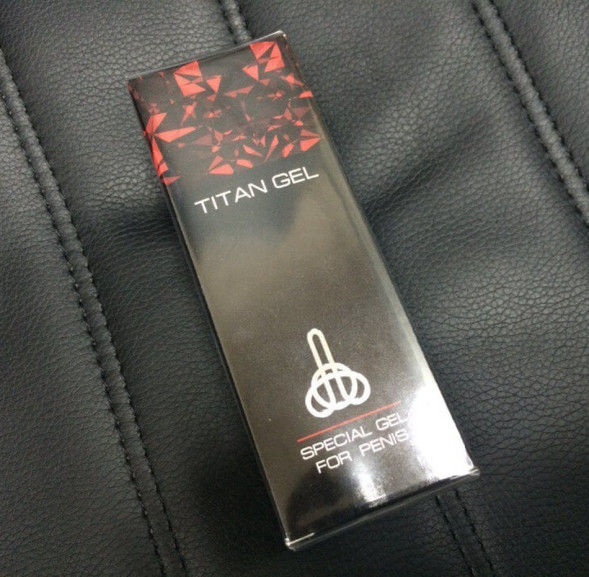 TITAN GEL
SPECIAL GEL
FOR PENIS